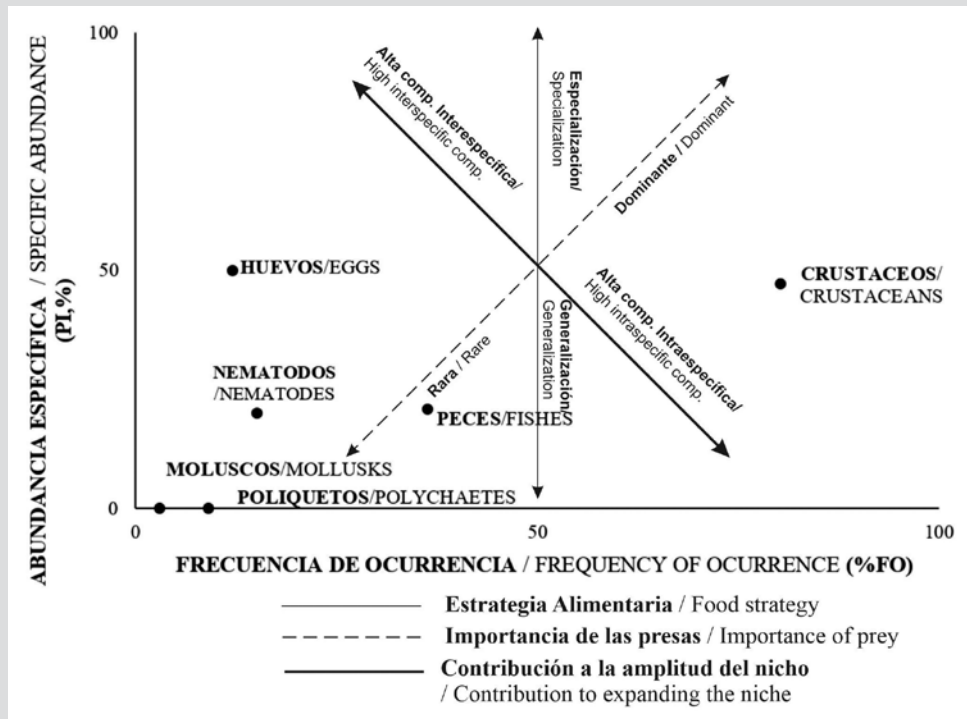 ABUNDANCIA ESPECÍFICA / SPECIFIC ABUNDANCE
(PI,%)
100
50
0
Alta comp. Interespecífica/
High interspecific comp.
Especialización/
Specialization
Dominante / Dominant
HUEVOS/EGGS
CRUSTACEOS/
CRUSTACEANS
Generalización/
Generalization
Alta comp. Intraespecífica/
High intraspecific comp.
NEMATODOS
/NEMATODES
Rara / Rare
PECES/FISHES
MOLUSCOS/MOLLUSKS
POLIQUETOS/POLYCHAETES
0
50
100
FRECUENCIA DE OCURRENCIA / FREQUENCY OF OCURRENCE (%FO)
Estrategia Alimentaria / Food strategy
Importancia de las presas / Importance of prey
Contribución a la amplitud del nicho
/ Contribution to expanding the niche